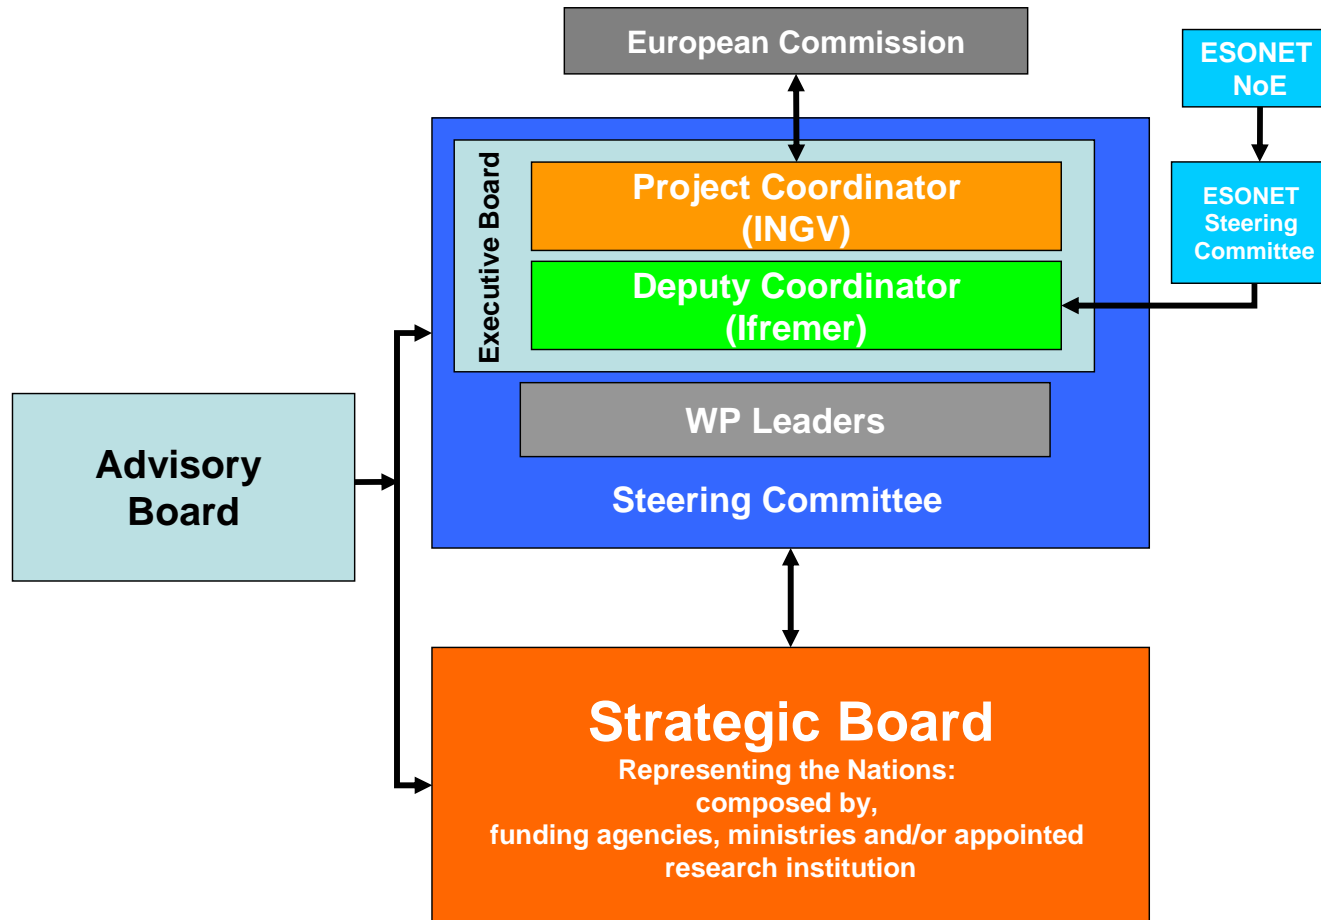 European Commission
ESONET
NoE
Executive Board
Project Coordinator
(INGV)
ESONET
Steering
Committee
Deputy Coordinator
(Ifremer)
WP Leaders
Steering Committee
Advisory
Board
Strategic Board
Representing the Nations:
composed by,
funding agencies, ministries and/or appointed
research institution